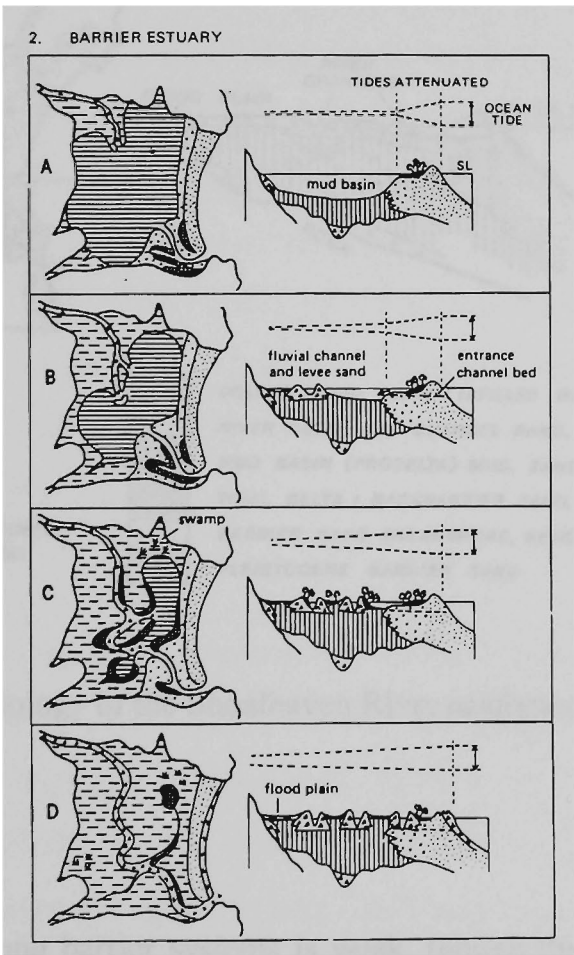 2. BARRIER ESTUARY
A
TIDES ATTENUATED
OCEAN
TIDE
SL
mud basin
B
fluvial channel
and levee sand
entrance
channel bed
C
swamp
D
flood plain